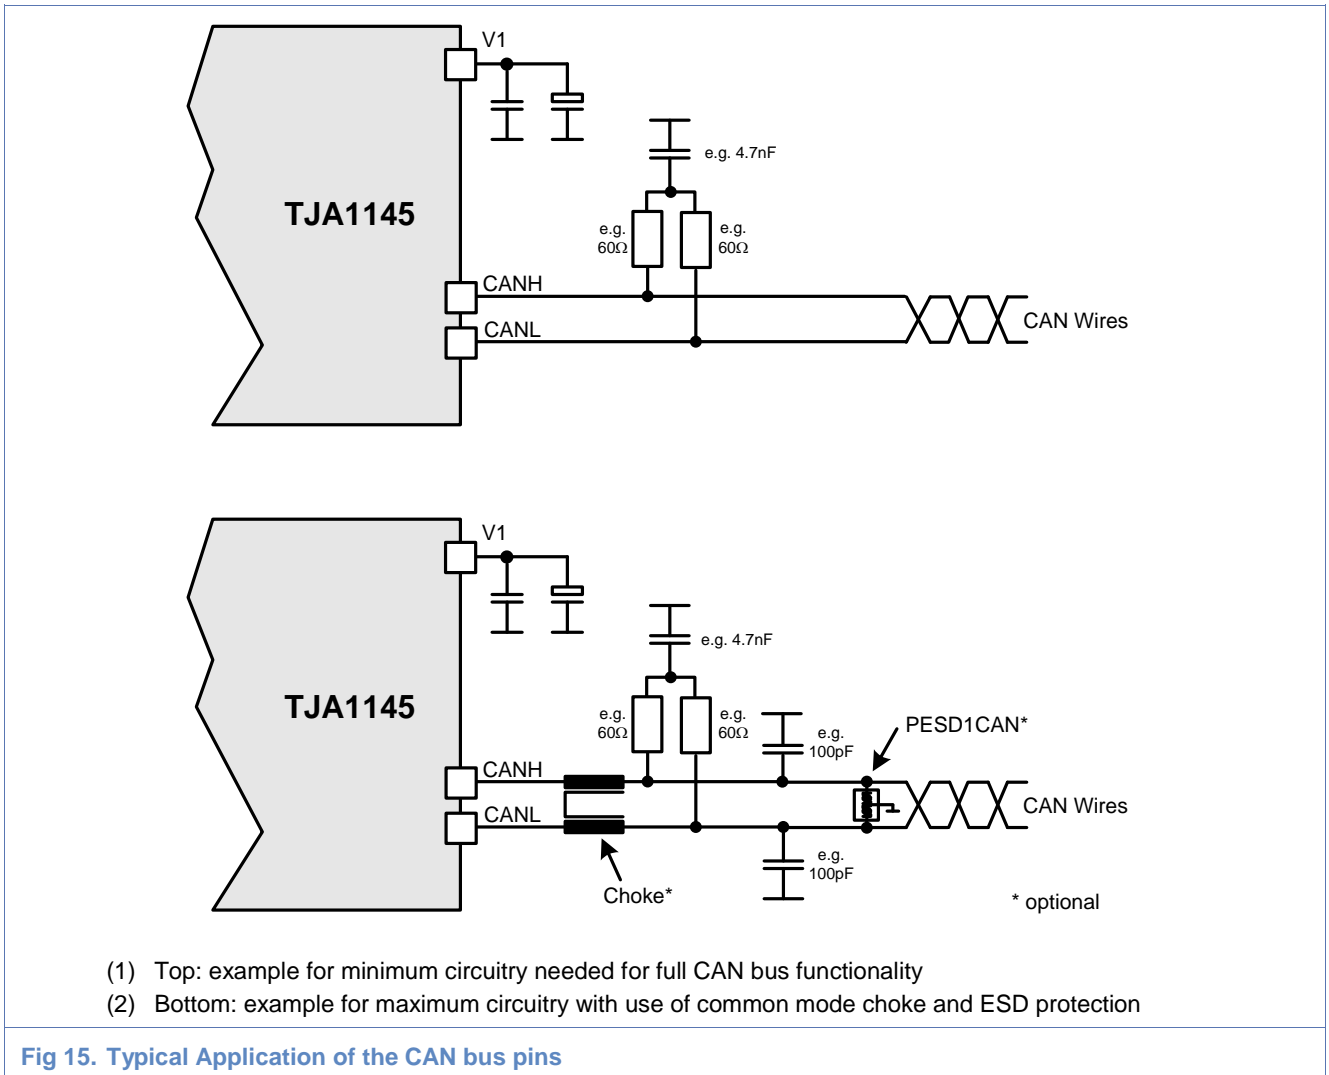 V1
e.g. 4.7nF
TJA1145
e.g.
60Ω
e.g.
60Ω
CANH
CANL
CAN Wires
V1
e.g. 4.7nF
TJA1145
e.g.
60Ω
e.g.
60Ω
e.g.
100pF
PESD1CAN*
CANH
CANL
CAN Wires
e.g.
100pF
Choke*
* optional
(1) Top: example for minimum circuitry needed for full CAN bus functionality
(2) Bottom: example for maximum circuitry with use of common mode choke and ESD protection
Fig 15. Typical Application of the CAN bus pins